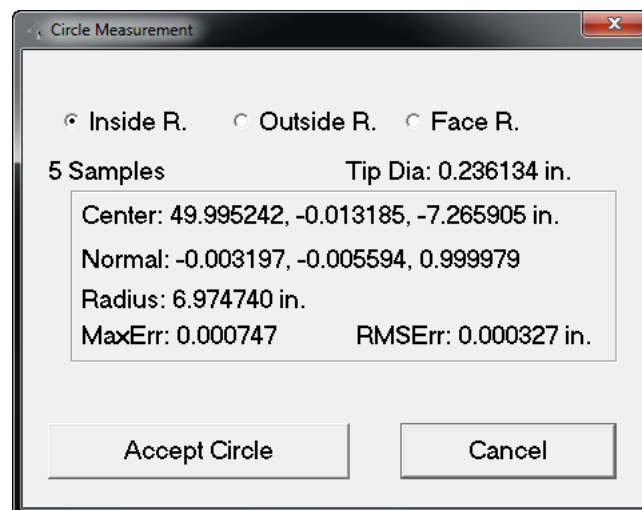 Circle Measurement
Inside R. Outside R. Face R.
5 Samples Tip Dia: 0.236134 in.
Center: 49.995242, -0.013185, -7.265905 in.
Normal: -0.003197, -0.005594, 0.999979
Radius: 6.974740 in.
MaxErr: 0.000747 RMSErr: 0.000327 in.
Accept Circle Cancel